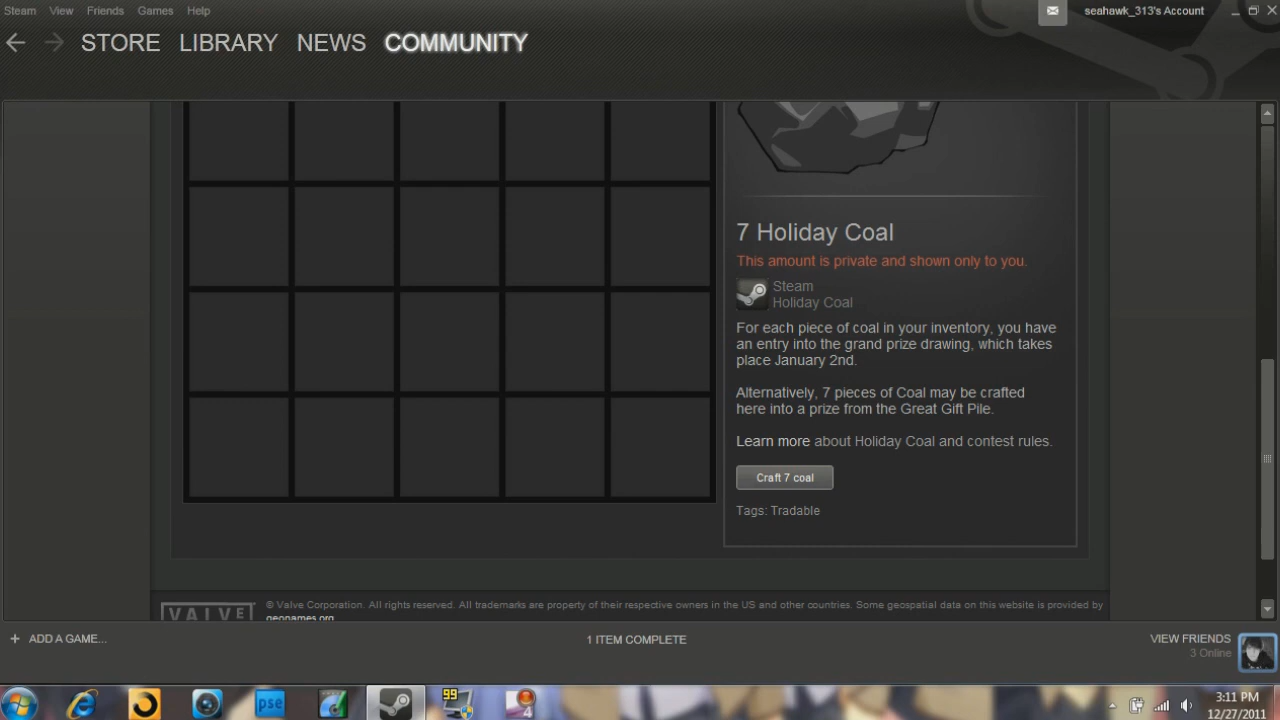 Steam View Friends Games Help
seahawk_313's Account
STORE LIBRARY NEWS COMMUNITY
7 Holiday Coal
This amount is private and shown only to you.
Steam
Holiday Coal
For each piece of coal in your inventory, you have
an entry into the grand prize drawing, which takes
place January 2nd.
Alternatively, 7 pieces of Coal may be crafted
here into a prize from the Great Gift Pile.
Learn more about Holiday Coal and contest rules.
Craft 7 coal
Tags: Tradable
VALVE
© Valve Corporation. All rights reserved. All trademarks are property of their respective owners in the US and other countries. Some geospatial data on this website is provided by
geonames.org
+ ADD A GAME...
1 ITEM COMPLETE
VIEW FRIENDS
3 Online
pse
99
4
3:11 PM
12/27/2011